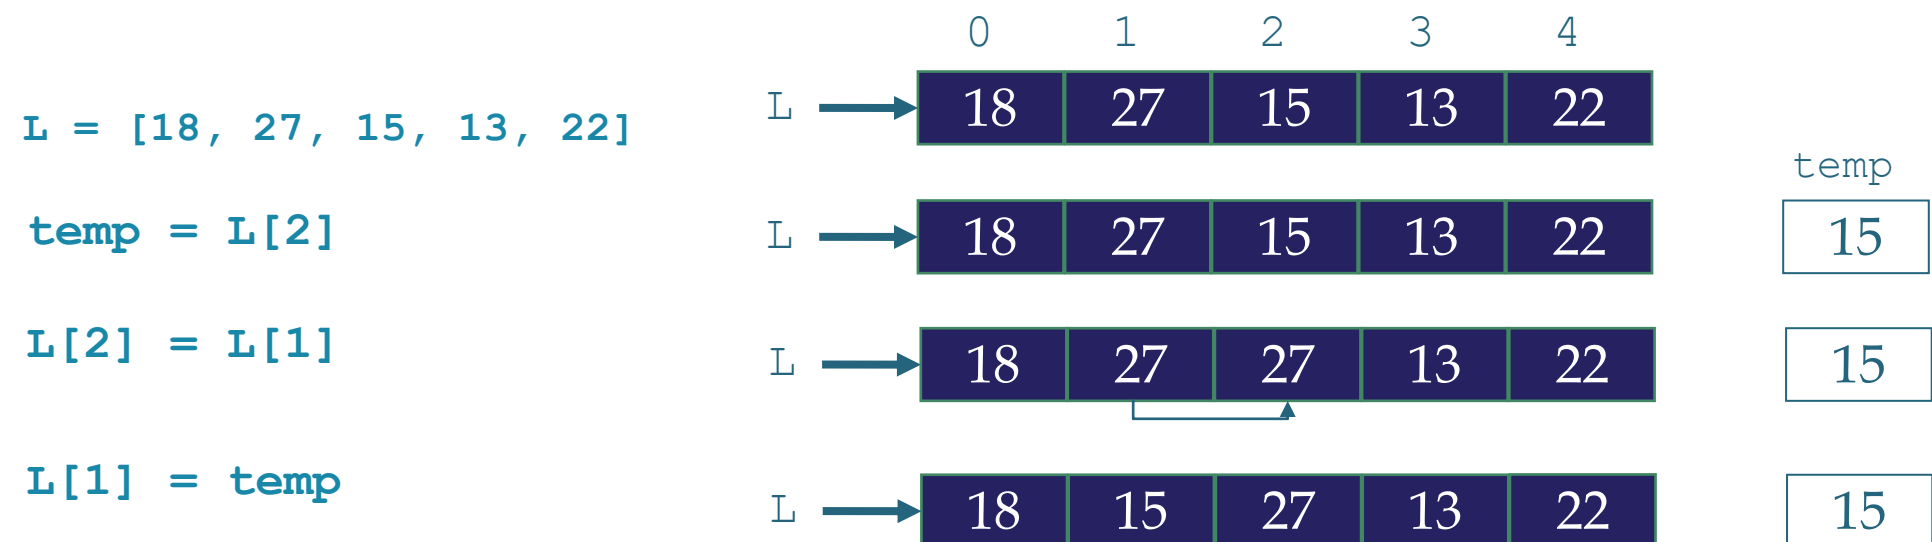 0 1 2 3 4
L = [18, 27, 15, 13, 22]
L 18 27 15 13 22
temp
temp = L[2]
L 18 27 15 13 22
15
L[2] = L[1]
L 18 27 27 13 22
15
L[1] = temp
L 18 15 27 13 22
15